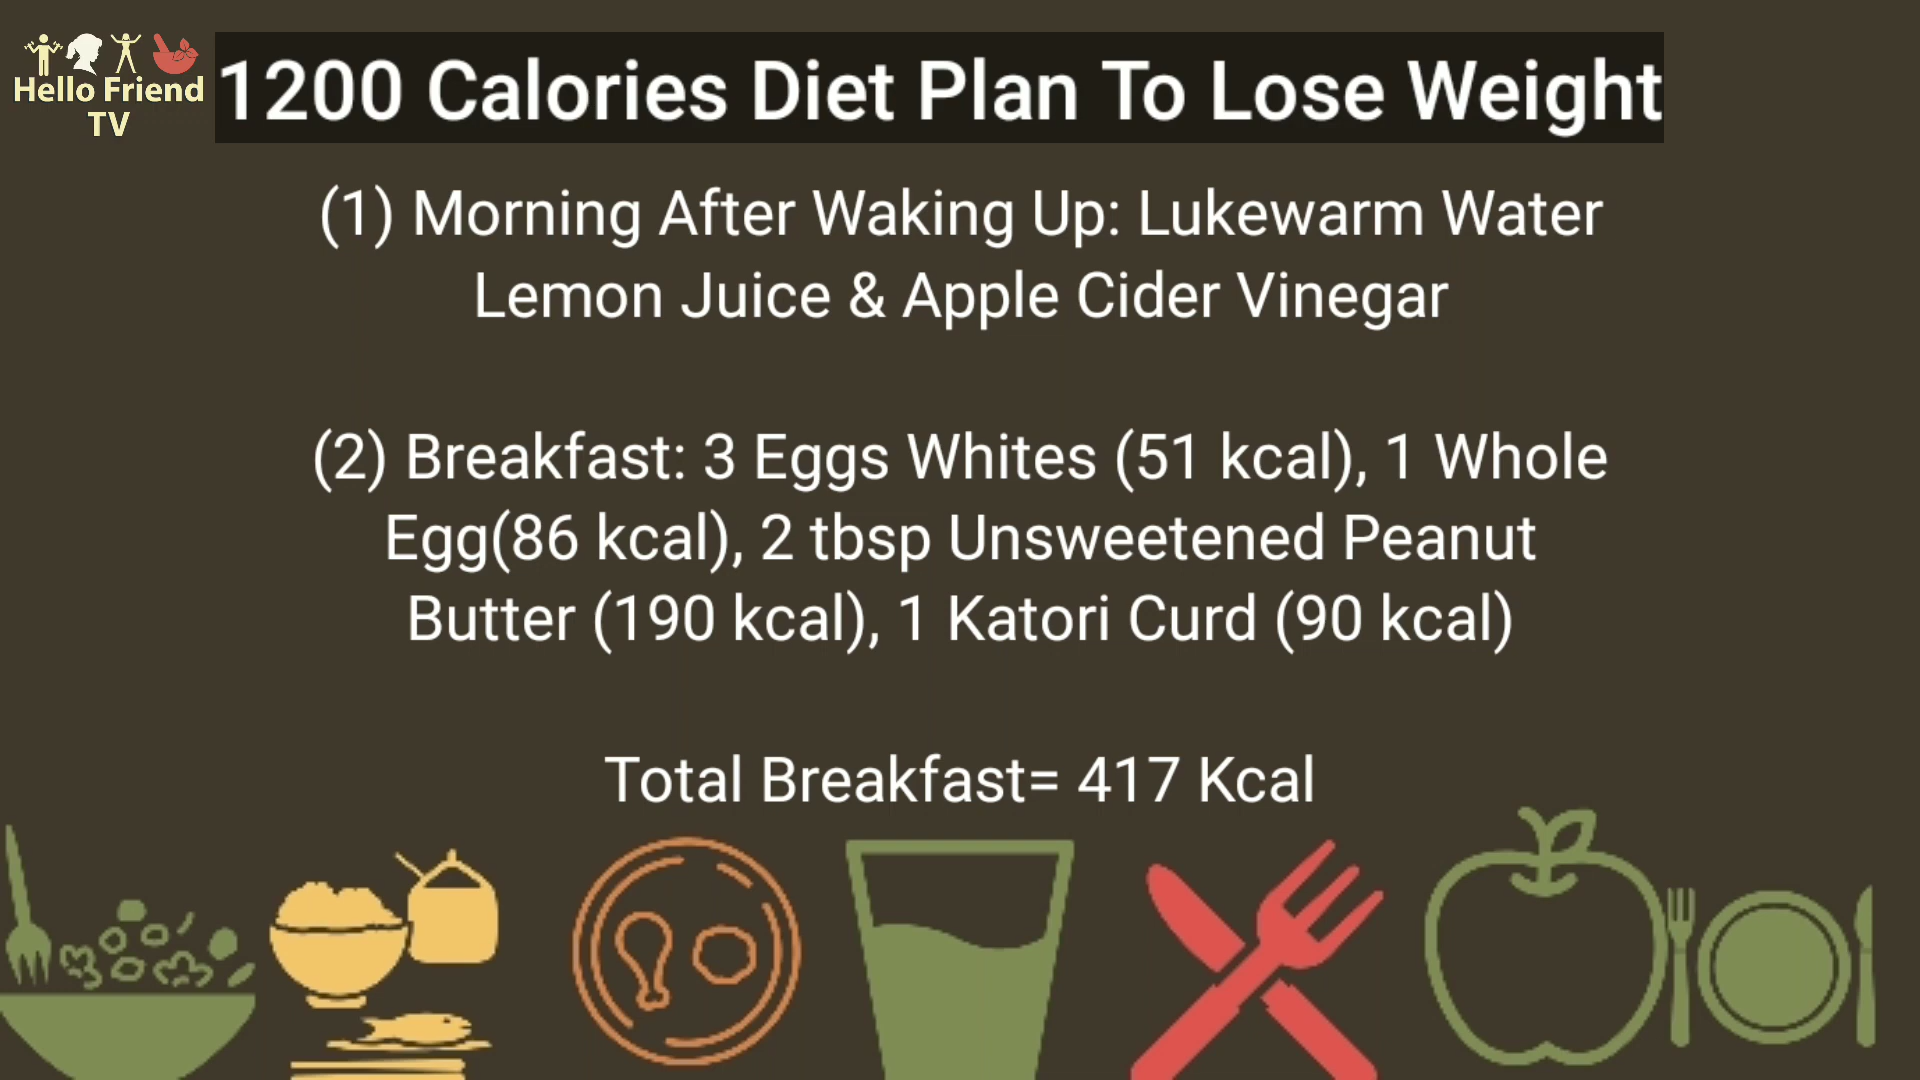 Hello Friend
TV
1200 Calories Diet Plan To Lose Weight
(1) Morning After Waking Up: Lukewarm Water
Lemon Juice & Apple Cider Vinegar
(2) Breakfast: 3 Eggs Whites (51 kcal), 1 Whole
Egg(86 kcal), 2 tbsp Unsweetened Peanut
Butter (190 kcal), 1 Katori Curd (90 kcal)
Total Breakfast= 417 Kcal